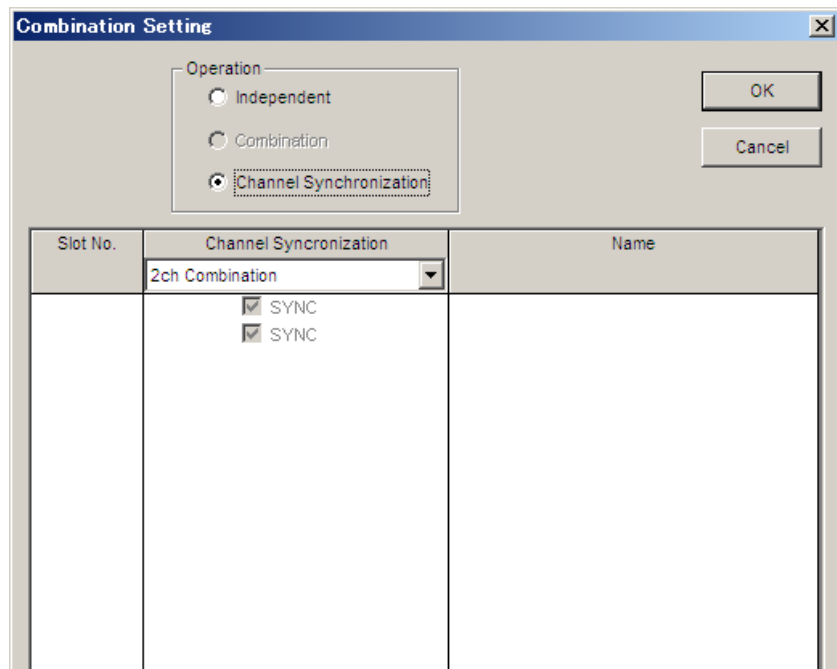 Combination Setting
Operation
Independent
Combination
Channel Synchronization
OK
Cancel
Slot No.
Channel Syncronization
Name
2ch Combination
SYNC
SYNC